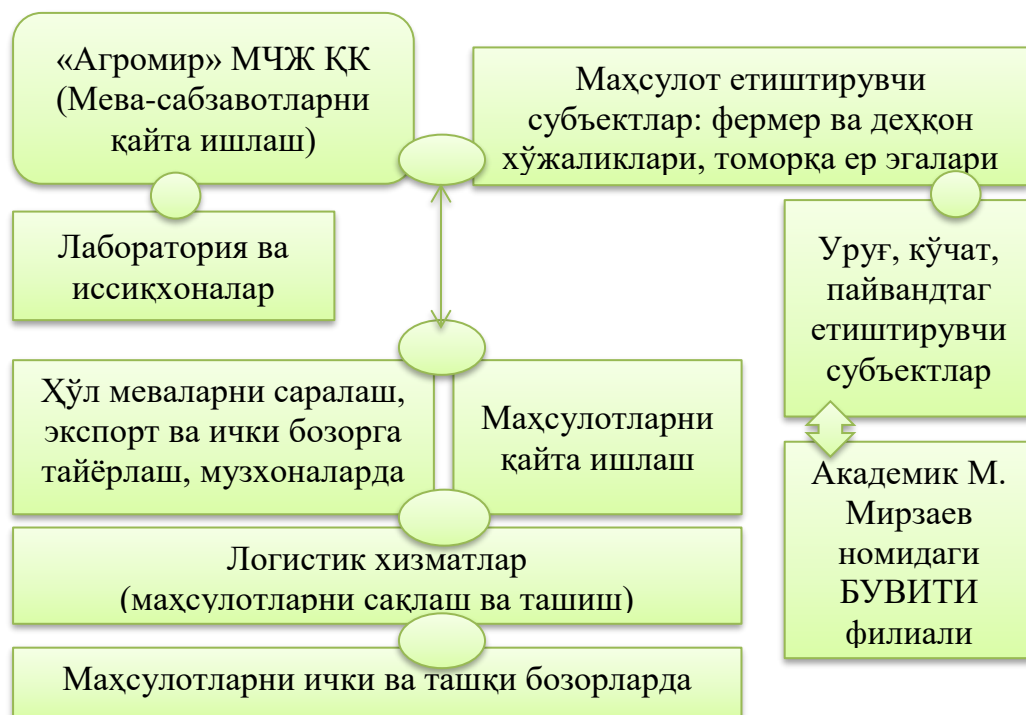 «Агромир» МЧЖ ҚК
(Мева-сабзавотларни
қайта ишлаш)
Маҳсулот етиштирувчи
субъектлар: фермер ва деҳқон
хўжаликлари, томорқа ер эгалари
Лаборатория ва
иссиқхоналар
Уруғ, кўчат,
пайвандтаг
етиштирувчи
субъектлар
Ҳўл меваларни саралаш,
экспорт ва ички бозорга
тайёрлаш, музхоналарда
Маҳсулотларни
қайта ишлаш
Академик М.
Мирзаев
номидаги
БУВИТИ
филиали
Логистик хизматлар
(маҳсулотларни сақлаш ва ташиш)
Маҳсулотларни ички ва ташқи бозорларда